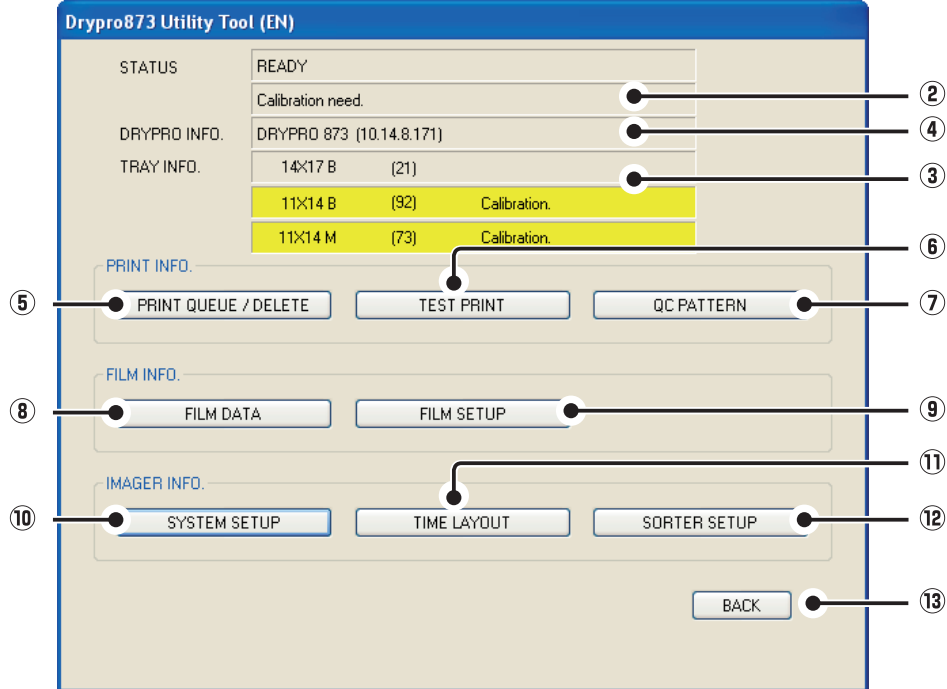 Drypro873 Utility Tool (EN)
STATUS READY
Calibration need. ②
DRYPRO INFO. DRYPRO 873 (10.14.8.171) ④
TRAY INFO. 14X17 B (21) ③
11X14 B (92) Calibration.
11X14 M (73) Calibration.
⑥
PRINT INFO.
⑤ PRINT QUEUE / DELETE TEST PRINT QC PATTERN ⑦
FILM INFO.
⑧ FILM DATA FILM SETUP ⑨
⑪
IMAGER INFO.
⑩ SYSTEM SETUP TIME LAYOUT SORTER SETUP ⑫
BACK ⑬